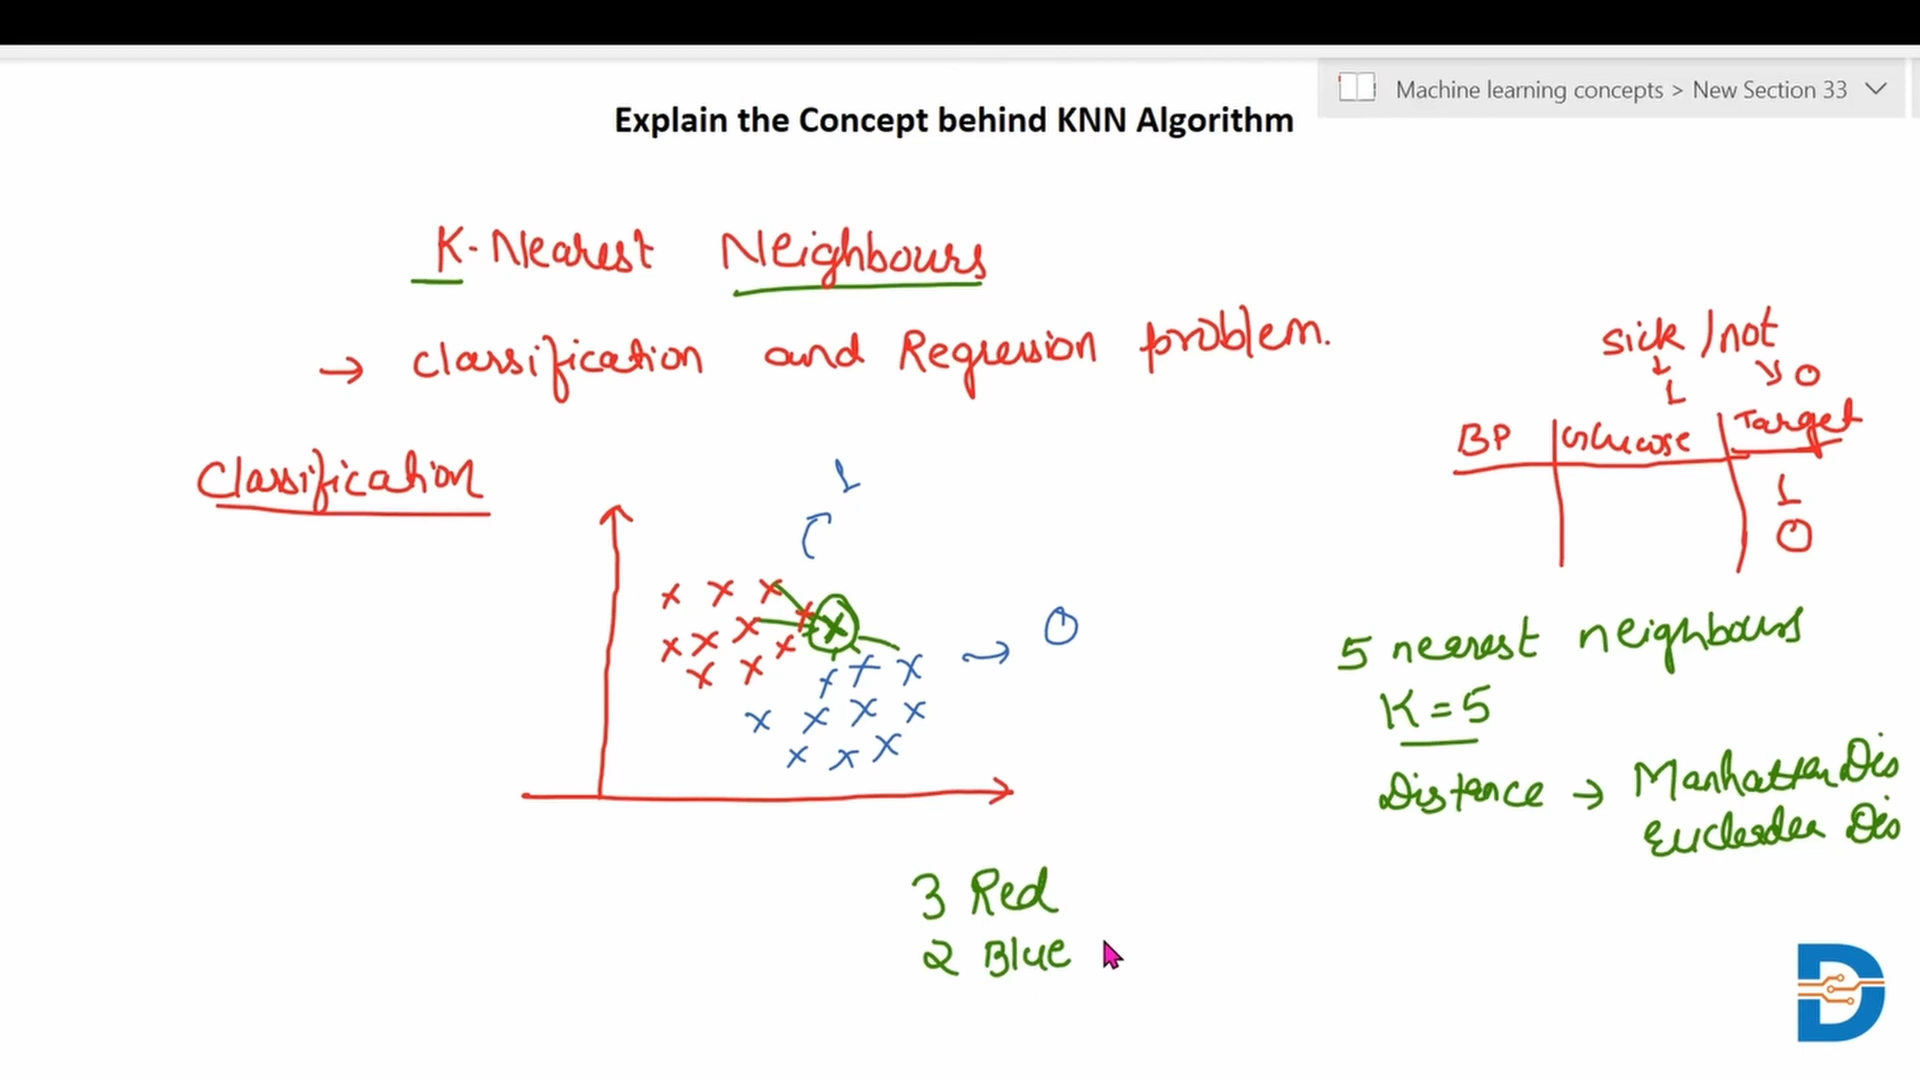 Machine learning concepts > New Section 33
Explain the Concept behind KNN Algorithm
K-Nearest Neighbours
→ Classification and Regression problem.
sick / not
1 0
BP Glucose Target
1
0
Classification
1
0
5 nearest neighbours
K = 5
Distance → Manhattan Dis
Eucledean Dis
3 Red
2 Blue